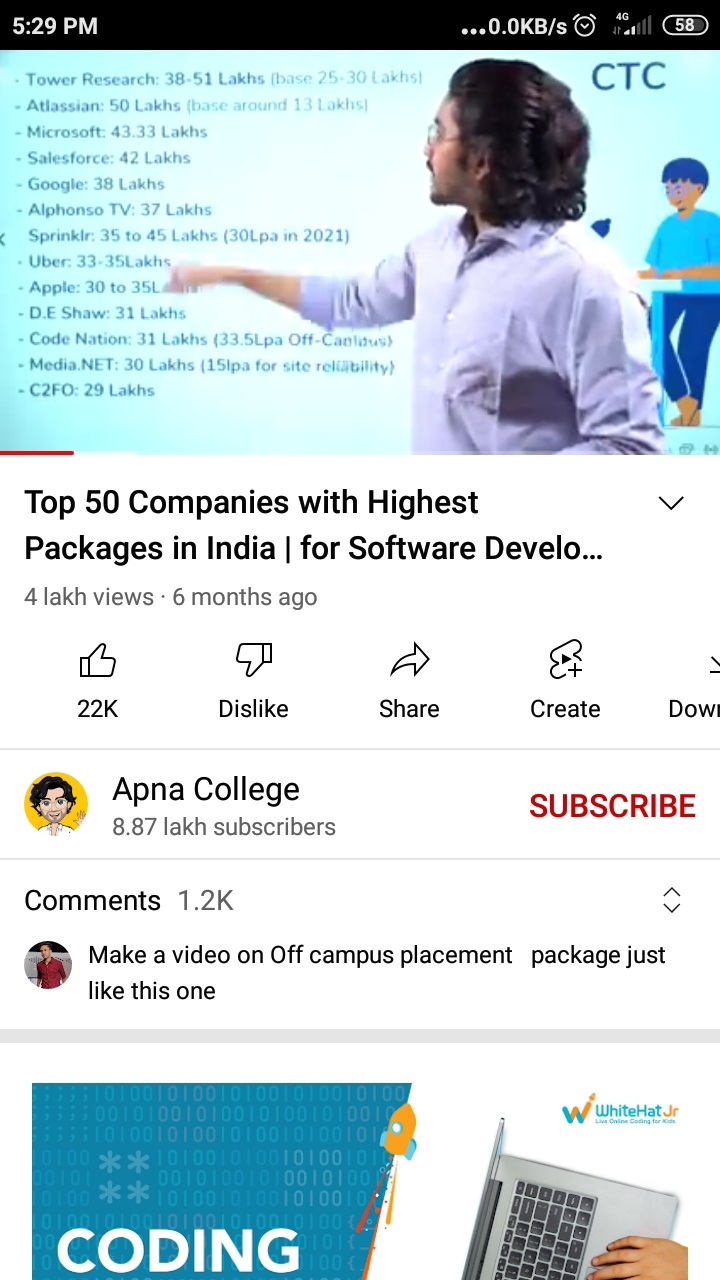 5:29 PM
...0.0KB/s 4G 58
CTC
- Tower Research: 38-51 Lakhs (base 25-30 Lakhs)
- Atlassian: 50 Lakhs (base around 13 Lakhs)
- Microsoft: 43.33 Lakhs
- Salesforce: 42 Lakhs
- Google: 38 Lakhs
- Alphonso TV: 37 Lakhs
Sprinklr: 35 to 45 Lakhs (30Lpa in 2021)
- Uber: 33-35Lakhs
- Apple: 30 to 35L
- D.E Shaw: 31 Lakhs
- Code Nation: 31 Lakhs (33.5Lpa Off-Campus)
- Media.NET: 30 Lakhs (15lpa for site reliability)
- C2FO: 29 Lakhs
Top 50 Companies with Highest
Packages in India | for Software Develo...
4 lakh views · 6 months ago
22K
Dislike
Share
Create
Down
Apna College
8.87 lakh subscribers
SUBSCRIBE
Comments 1.2K
Make a video on Off campus placement package just
like this one
WhiteHat Jr
Live Online Coding for Kids
CODING